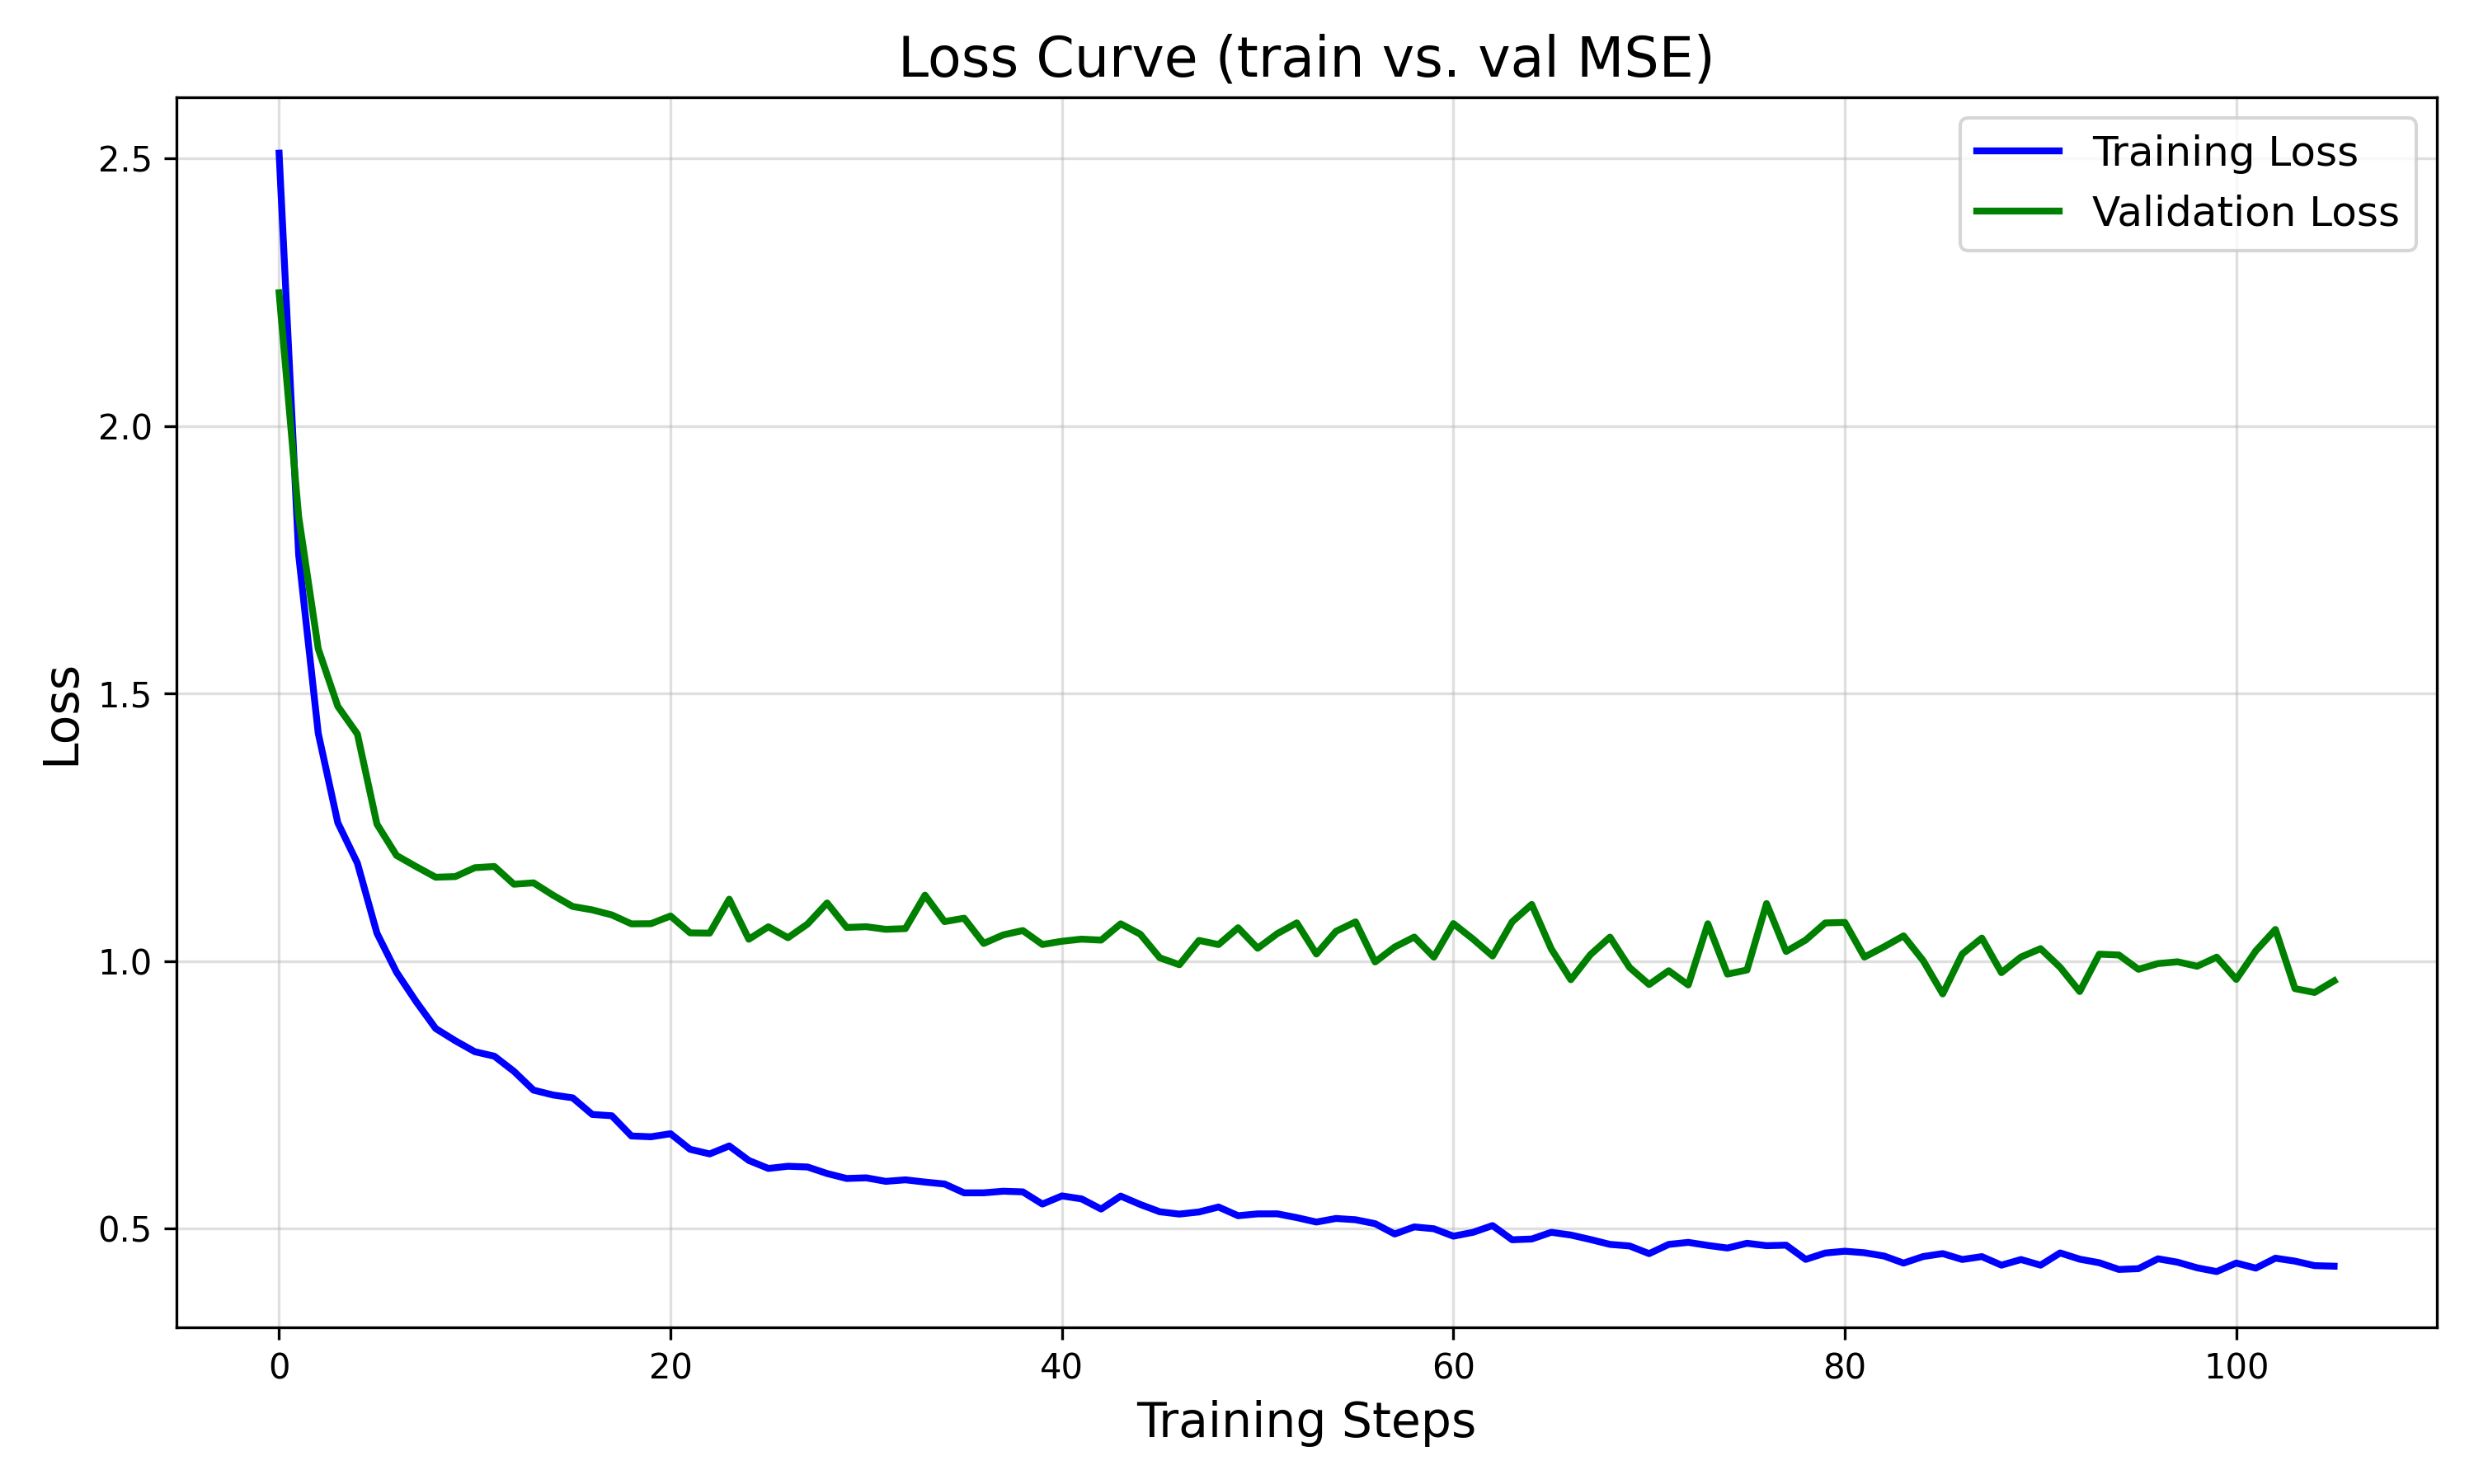 Loss Curve (train vs. val MSE)
Training Loss
Validation Loss
2.5
2.0
1.5
1.0
0.5
Loss
0 20 40 60 80 100
Training Steps